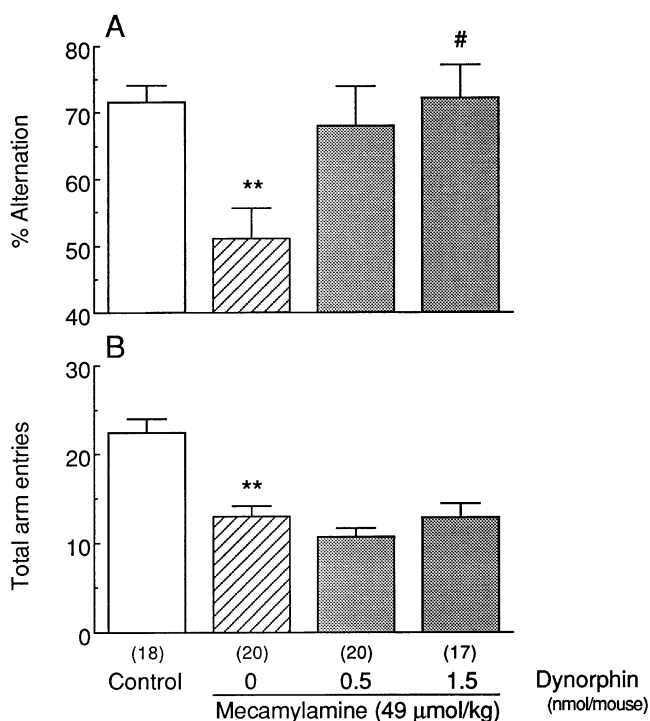 A
80
70
60
50
40
% Alternation
**
#
B
30
20
10
0
Total arm entries
**
(18) (20) (20) (17)
Control 0 0.5 1.5 Dynorphin
(nmol/mouse)
Mecamylamine (49 μmol/kg)